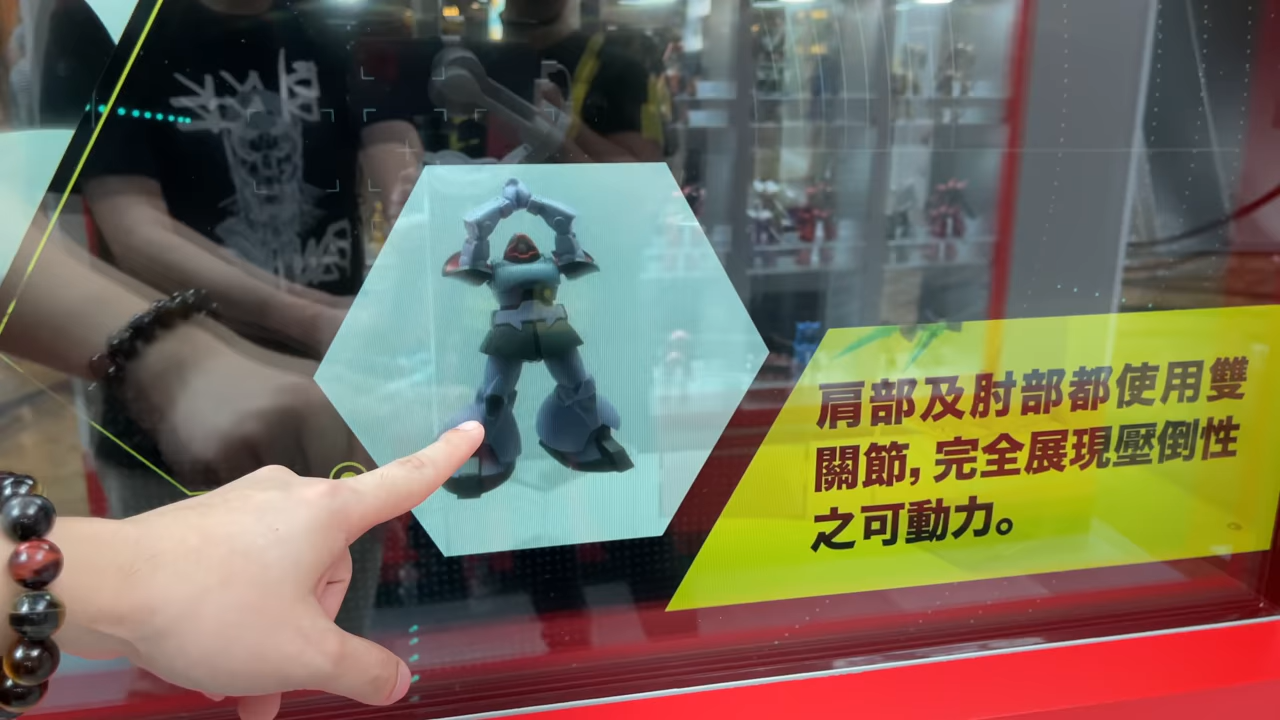 肩部及肘部都使用雙
關節,完全展現壓倒性
之可動力。